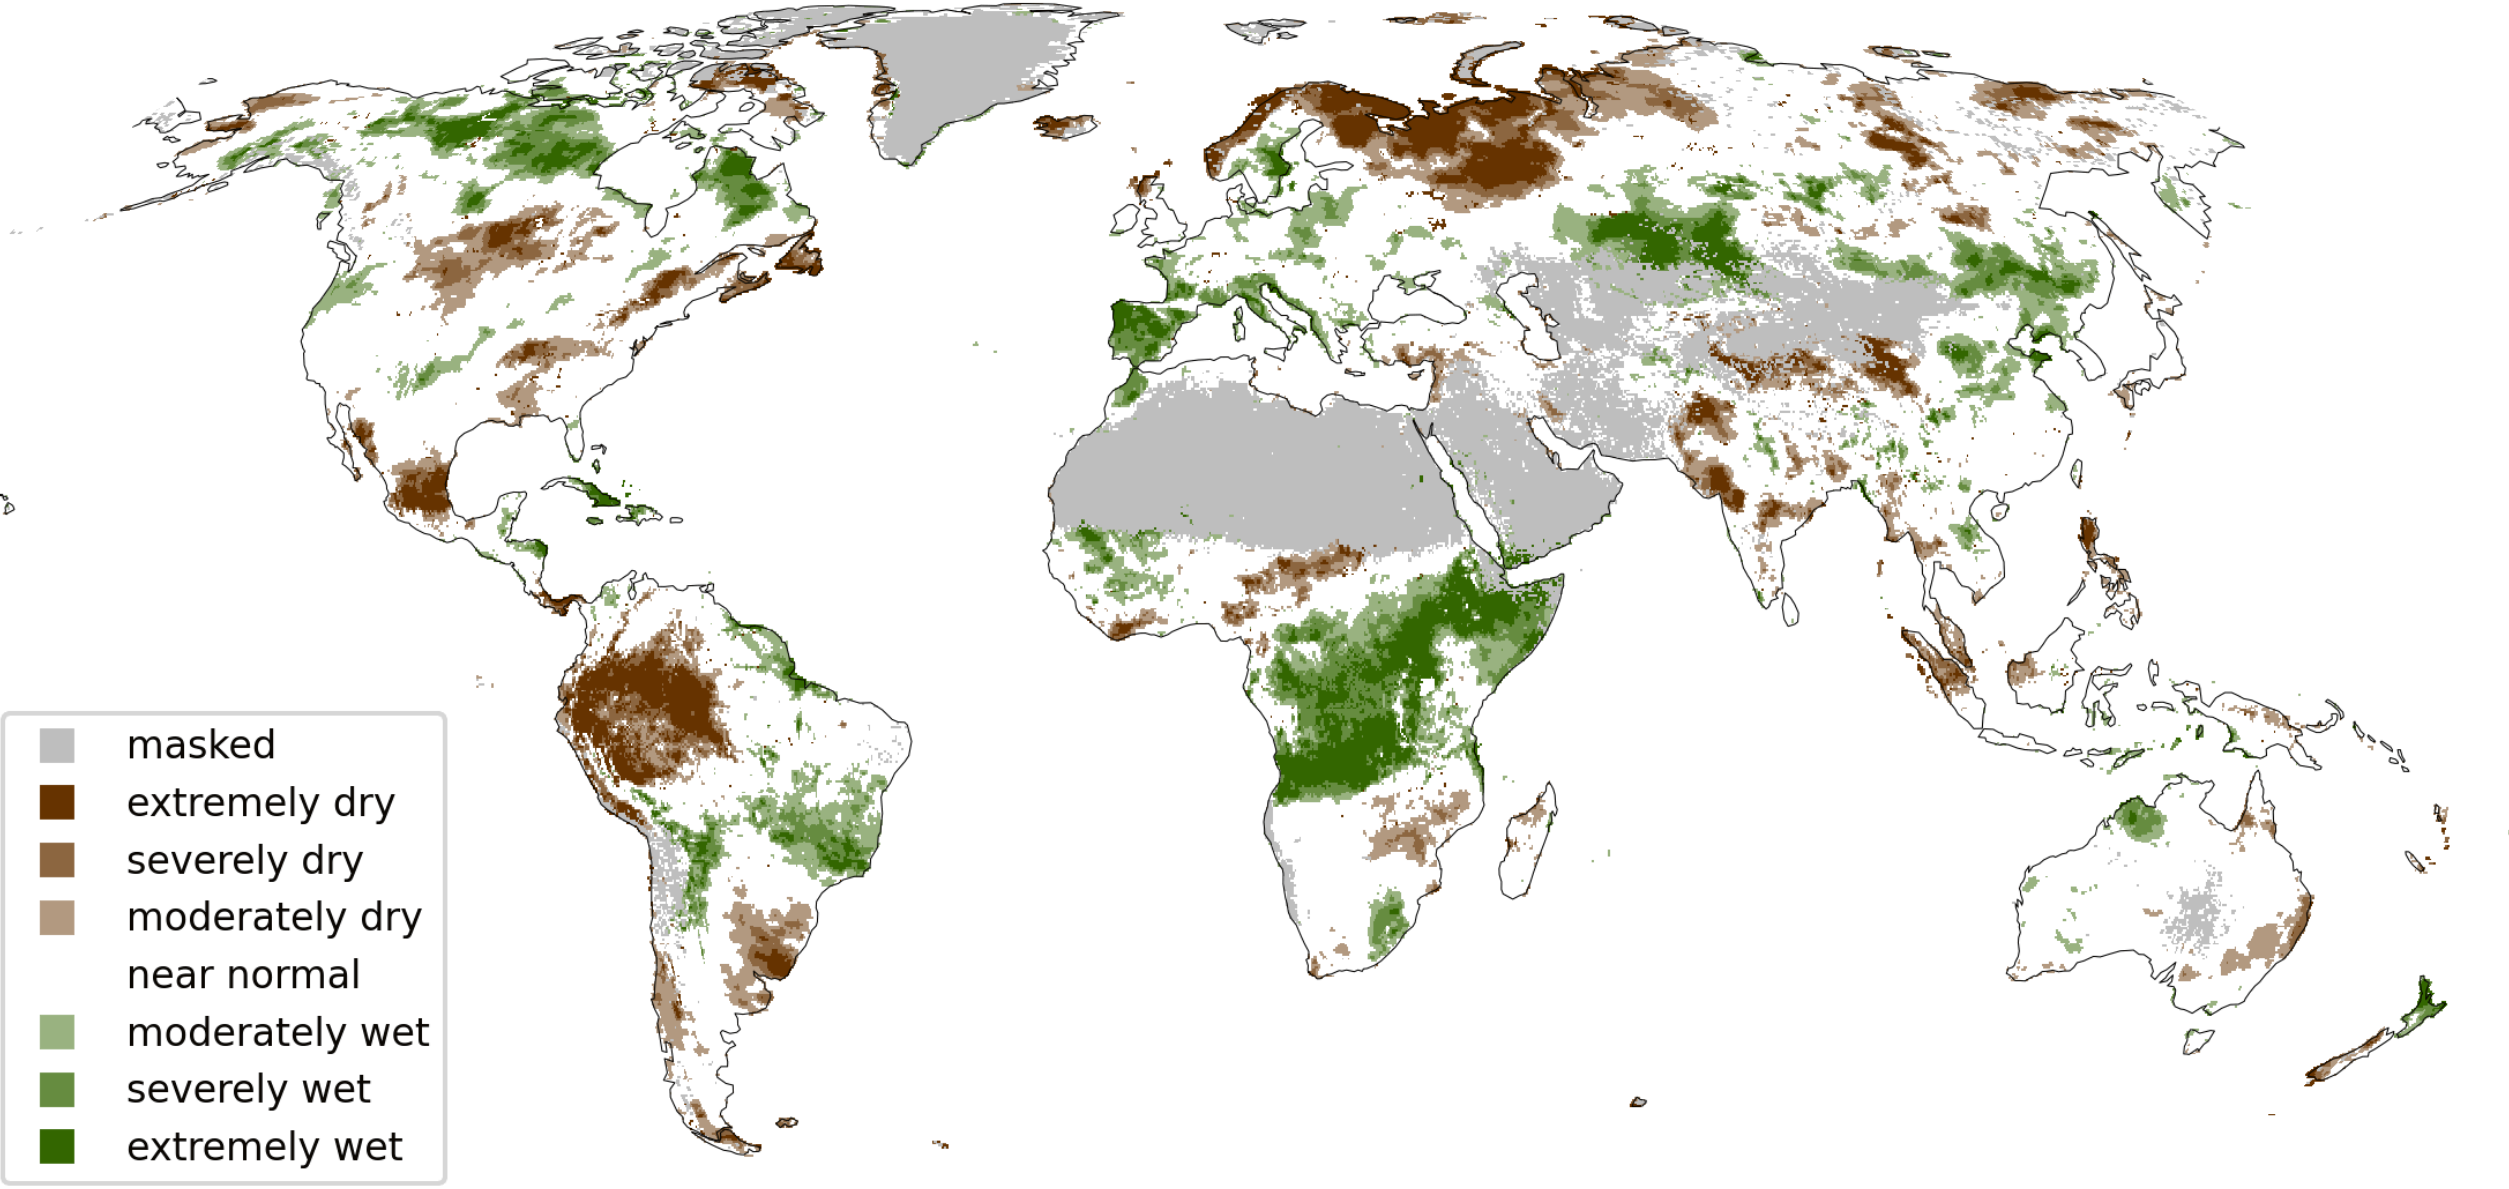 masked
extremely dry
severely dry
moderately dry
near normal
moderately wet
severely wet
extremely wet